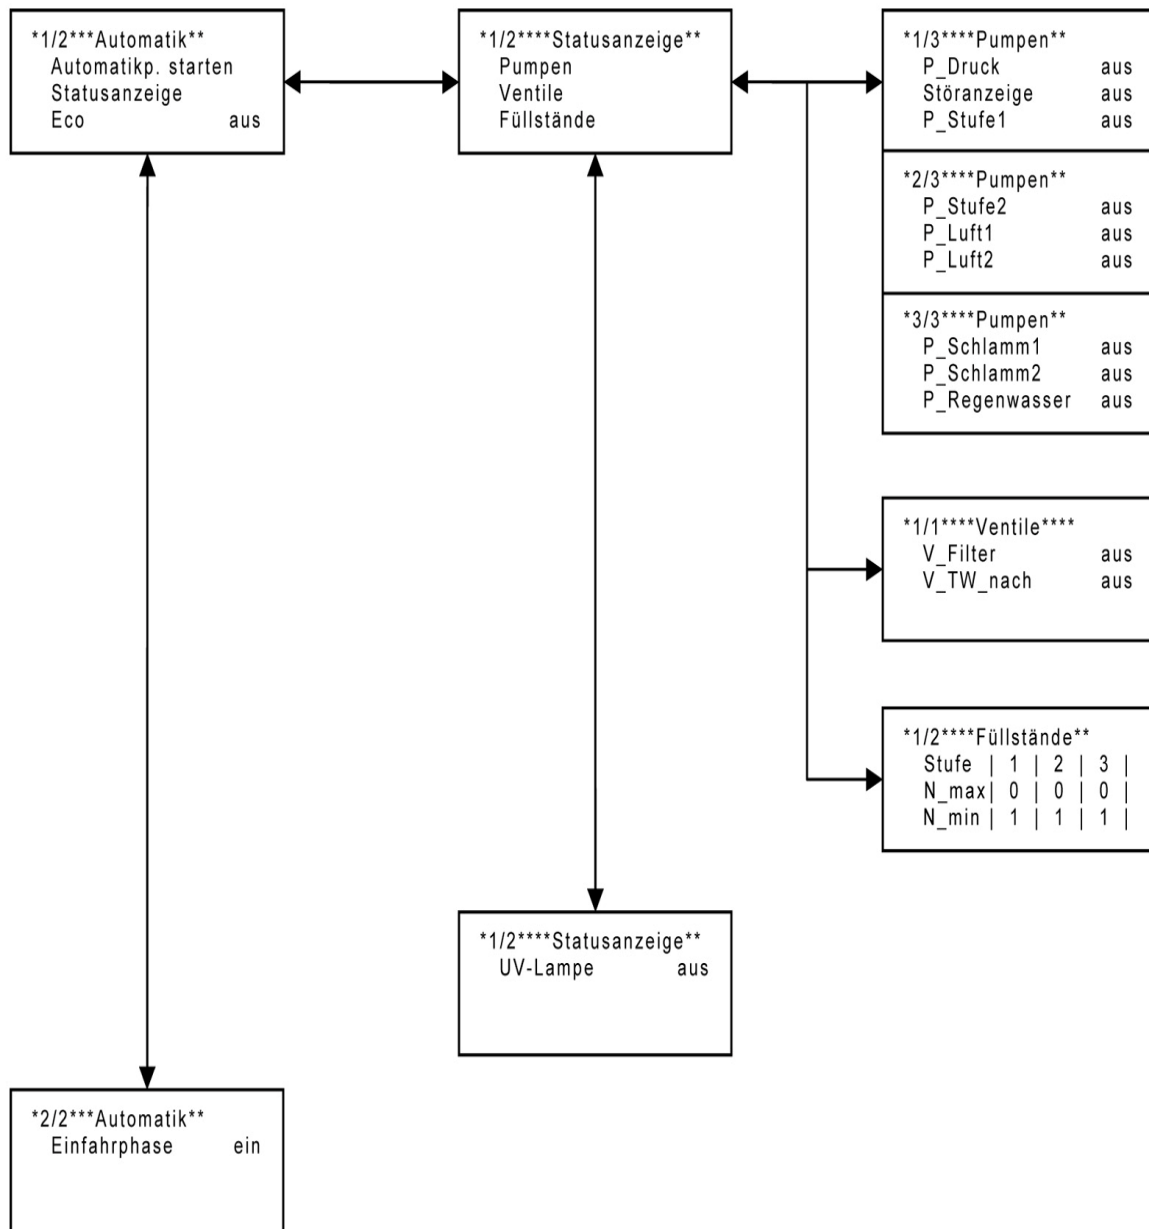 *1/2***Automatik**
Automatikp. starten
Statusanzeige
Eco aus
*1/2****Statusanzeige**
Pumpen
Ventile
Füllstände
*1/3****Pumpen**
P_Druck aus
Störanzeige aus
P_Stufe1 aus
*2/3****Pumpen**
P_Stufe2 aus
P_Luft1 aus
P_Luft2 aus
*3/3****Pumpen**
P_Schlamm1 aus
P_Schlamm2 aus
P_Regenwasser aus
*1/1****Ventile****
V_Filter aus
V_TW_nach aus
*1/2****Füllstände**
Stufe | 1 | 2 | 3 |
N_max| 0 | 0 | 0 |
N_min | 1 | 1 | 1 |
*1/2****Statusanzeige**
UV-Lampe aus
*2/2***Automatik**
Einfahrphase ein